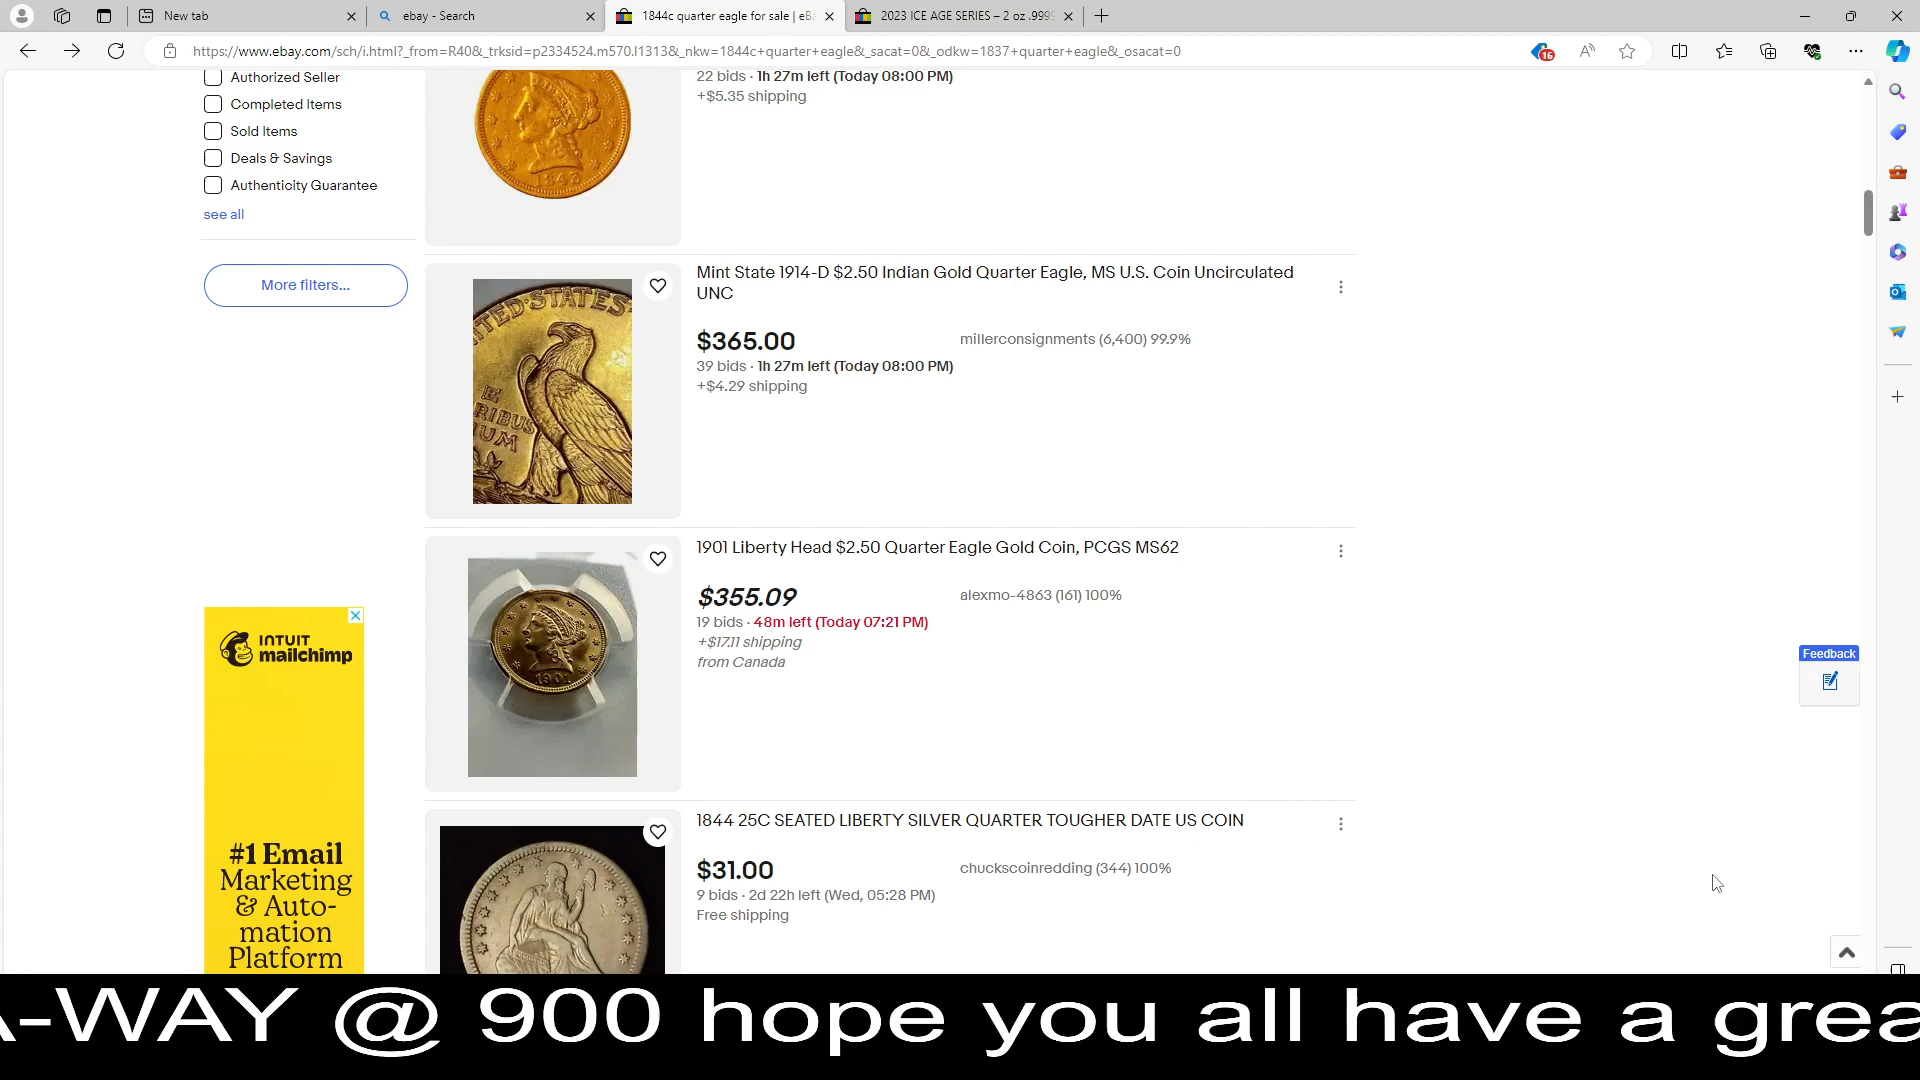 New tab
ebay - Search
1844c quarter eagle for sale | eB
2023 ICE AGE SERIES – 2 oz .999
https://www.ebay.com/sch/i.html?_from=R40&_trksid=p2334524.m570.l1313&_nkw=1844c+quarter+eagle&_sacat=0&_odkw=1837+quarter+eagle&_osacat=0
16
Authorized Seller
Completed Items
Sold Items
Deals & Savings
Authenticity Guarantee
see all
More filters...
1843
22 bids · 1h 27m left (Today 08:00 PM)
+$5.35 shipping
ITED·STATES·
E
RIBUS
UM
Mint State 1914-D $2.50 Indian Gold Quarter Eagle, MS U.S. Coin Uncirculated
UNC
$365.00
millerconsignments (6,400) 99.9%
39 bids · 1h 27m left (Today 08:00 PM)
+$4.29 shipping
1901
1901 Liberty Head $2.50 Quarter Eagle Gold Coin, PCGS MS62
$355.09
alexmo-4863 (161) 100%
19 bids · 48m left (Today 07:21 PM)
+$17.11 shipping
from Canada
1844 25C SEATED LIBERTY SILVER QUARTER TOUGHER DATE US COIN
$31.00
chuckscoinredding (344) 100%
9 bids · 2d 22h left (Wed, 05:28 PM)
Free shipping
INTUIT
mailchimp
#1 Email
Marketing
& Auto-
mation
Platform
Feedback
A-WAY @ 900 hope you all have a grea